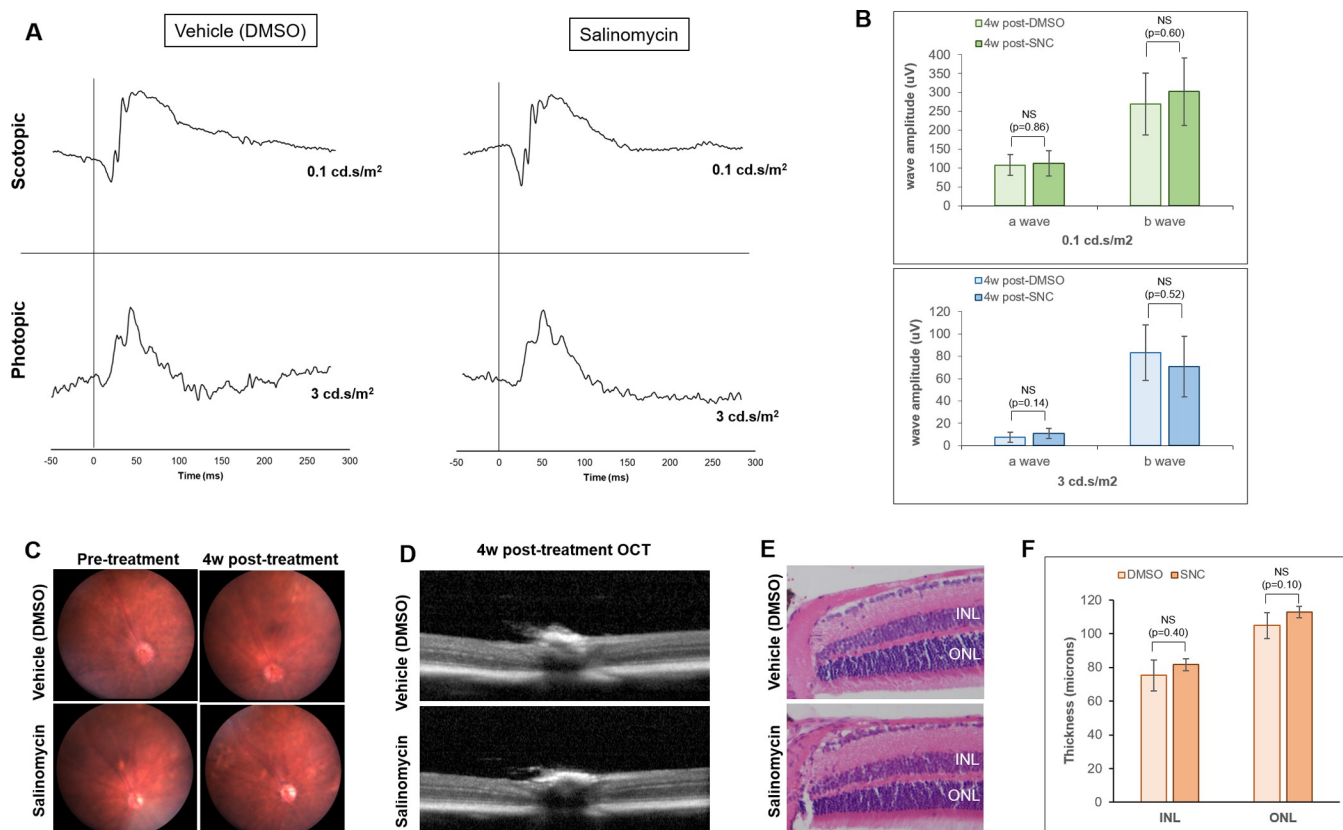 A
Vehicle (DMSO)
Salinomycin
Scotopic
0.1 cd.s/m²
0.1 cd.s/m²
Photopic
3 cd.s/m²
3 cd.s/m²
-50 0 50 100 150 200 250 300
Time (ms)
-50 0 50 100 150 200 250 300
Time (ms)
B
4w post-DMSO
4w post-SNC
NS
(p=0.60)
NS
(p=0.86)
wave amplitude (uV)
400
350
300
250
200
150
100
50
0
a wave
b wave
0.1 cd.s/m2
4w post-DMSO
4w post-SNC
NS
(p=0.52)
NS
(p=0.14)
wave amplitude (uV)
120
100
80
60
40
20
0
a wave
b wave
3 cd.s/m2
C
Pre-treatment
4w post-treatment
Vehicle (DMSO)
Salinomycin
D
4w post-treatment OCT
Vehicle (DMSO)
Salinomycin
E
Vehicle (DMSO)
INL
ONL
Salinomycin
INL
ONL
F
DMSO
SNC
NS
(p=0.10)
NS
(p=0.40)
Thickness (microns)
120
100
80
60
40
20
0
INL
ONL